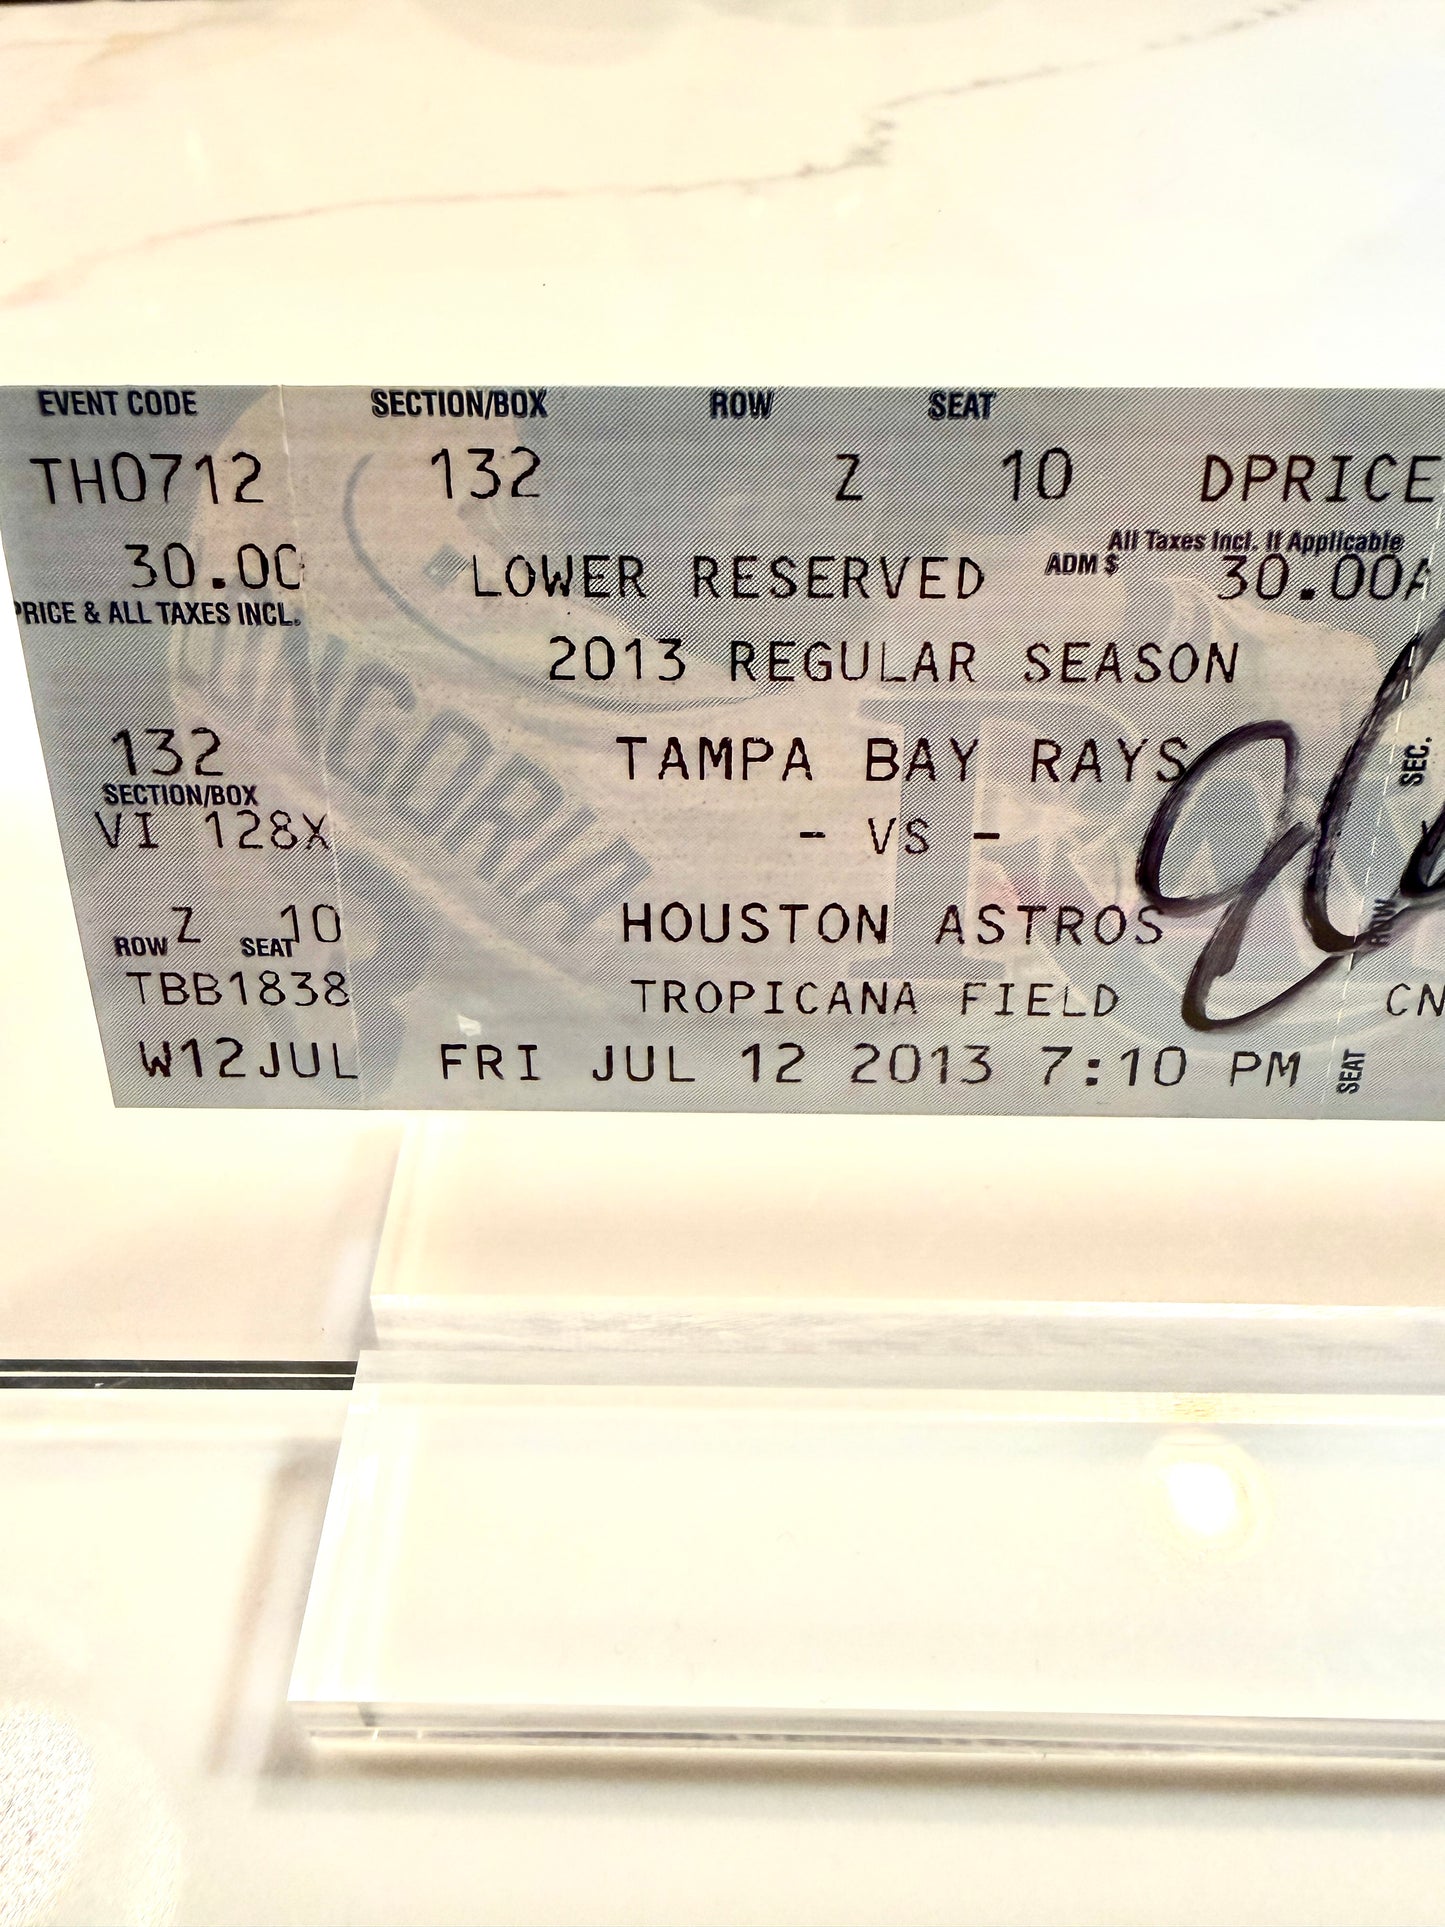 EVENT CODE SECTION/BOX ROW SEAT
TH0712 132 Z 10 DPRICE
All Taxes Incl. If Applicable
30.00 LOWER RESERVED ADM $ 30.00A
PRICE & ALL TAXES INCL.
2013 REGULAR SEASON
LONGORIA
132 TAMPA BAY RAYS SEC.
SECTION/BOX
VI 128X - VS -
ROW Z SEAT 10 HOUSTON ASTROS ROW
TBB1838 TROPICANA FIELD CN
W12JUL FRI JUL 12 2013 7:10 PM SEAT